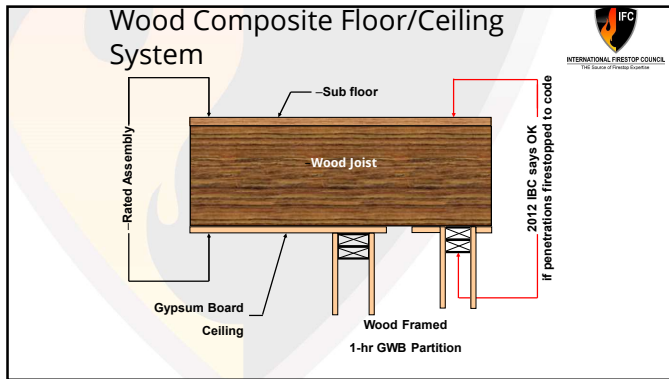 Wood Composite Floor/Ceiling
System
IFC
INTERNATIONAL FIRESTOP COUNCIL
THE Source of Firestop Expertise
–Sub floor
–Rated Assembly–
–Wood Joist
2012 IBC says OK
if penetrations firestopped to code
Gypsum Board
Ceiling
Wood Framed
1-hr GWB Partition